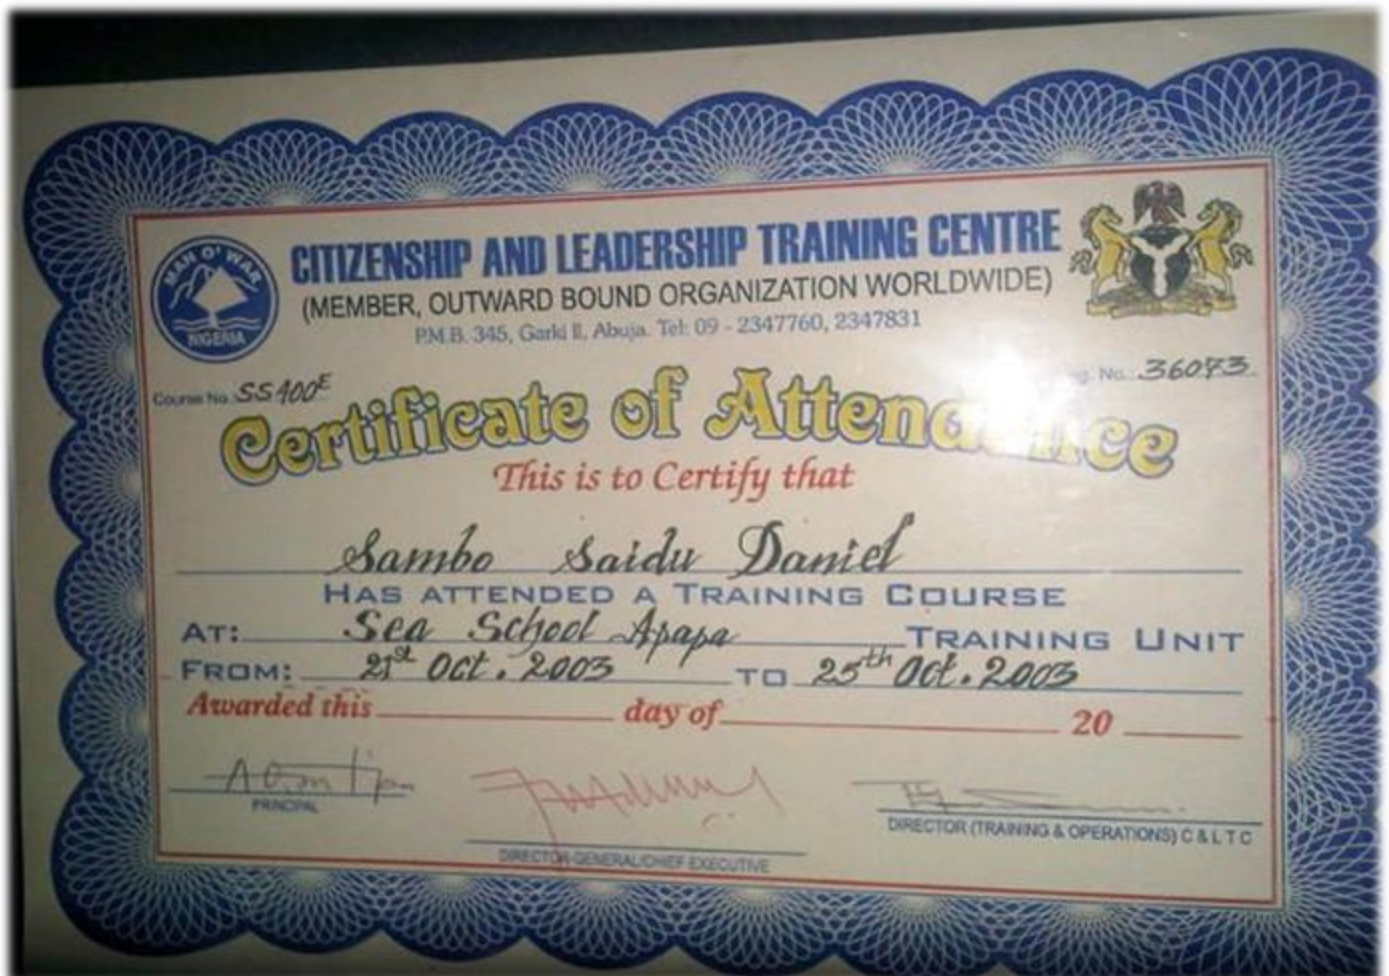 CITIZENSHIP AND LEADERSHIP TRAINING CENTRE
(MEMBER, OUTWARD BOUND ORGANIZATION WORLDWIDE)
P.M.B. 345, Garki II, Abuja. Tel: 09 - 2347760, 2347831
MAN O' WAR
NIGERIA
Course No. SS400E
No. 36073
Certificate of Attendance
This is to Certify that
Sambo Saidu Daniel
HAS ATTENDED A TRAINING COURSE
AT: Sea School Apapa TRAINING UNIT
FROM: 21st Oct. 2003 TO 25th Oct. 2003
Awarded this day of 20
PRINCIPAL
DIRECTOR-GENERAL/CHIEF EXECUTIVE
DIRECTOR (TRAINING & OPERATIONS) C & L T C